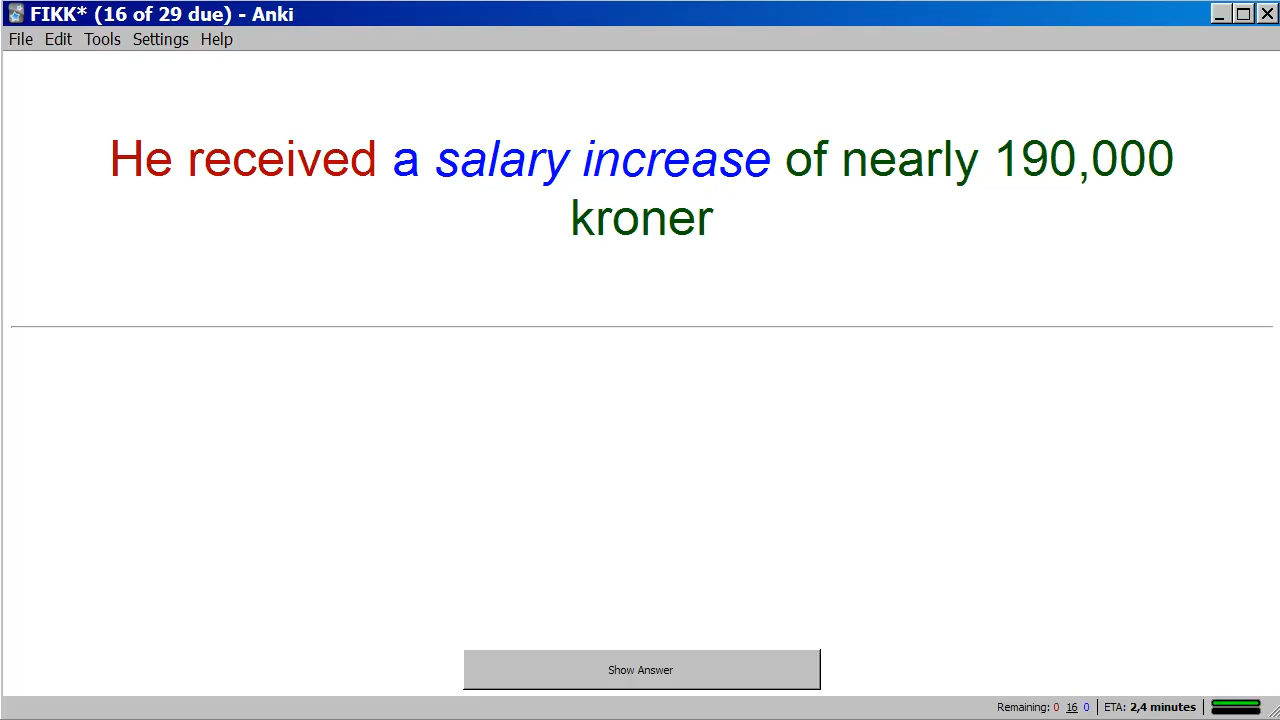 FIKK* (16 of 29 due) - Anki
File Edit Tools Settings Help
He received a salary increase of nearly 190,000
kroner
Show Answer
Remaining: 0 16 0 ETA: 2,4 minutes